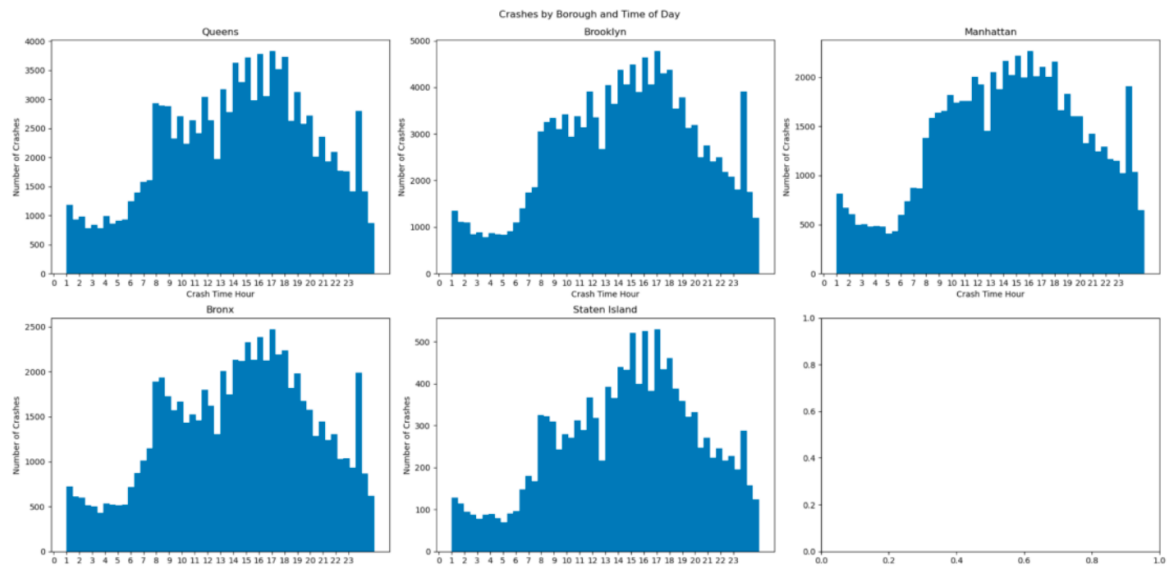 Crashes by Borough and Time of Day
Queens
Number of Crashes
4000
3500
3000
2500
2000
1500
1000
500
0
0 1 2 3 4 5 6 7 8 9 10 11 12 13 14 15 16 17 18 19 20 21 22 23
Crash Time Hour
Brooklyn
Number of Crashes
5000
4000
3000
2000
1000
0
0 1 2 3 4 5 6 7 8 9 10 11 12 13 14 15 16 17 18 19 20 21 22 23
Crash Time Hour
Manhattan
Number of Crashes
2000
1500
1000
500
0
0 1 2 3 4 5 6 7 8 9 10 11 12 13 14 15 16 17 18 19 20 21 22 23
Crash Time Hour
Bronx
Number of Crashes
2500
2000
1500
1000
500
0
0 1 2 3 4 5 6 7 8 9 10 11 12 13 14 15 16 17 18 19 20 21 22 23
Staten Island
Number of Crashes
500
400
300
200
100
0
0 1 2 3 4 5 6 7 8 9 10 11 12 13 14 15 16 17 18 19 20 21 22 23
1.0
0.8
0.6
0.4
0.2
0.0
0.0 0.2 0.4 0.6 0.8 1.0